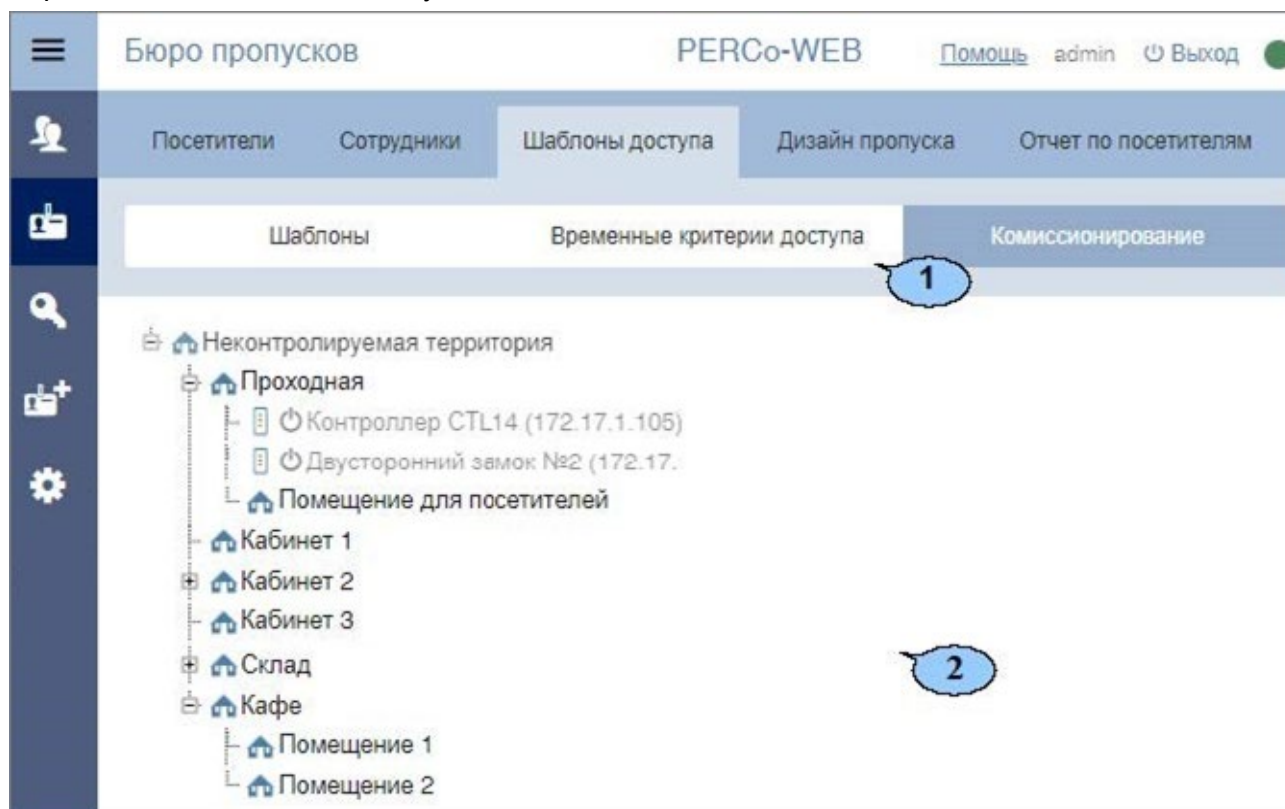 Бюро пропусков PERCo-WEB Помощь admin Выход
Посетители Сотрудники Шаблоны доступа Дизайн пропуска Отчет по посетителям
Шаблоны Временные критерии доступа Комиссионирование
1
Неконтролируемая территория
Проходная
Контроллер CTL14 (172.17.1.105)
Двусторонний замок №2 (172.17.
Помещение для посетителей
Кабинет 1
Кабинет 2
Кабинет 3
Склад
2
Кафе
Помещение 1
Помещение 2